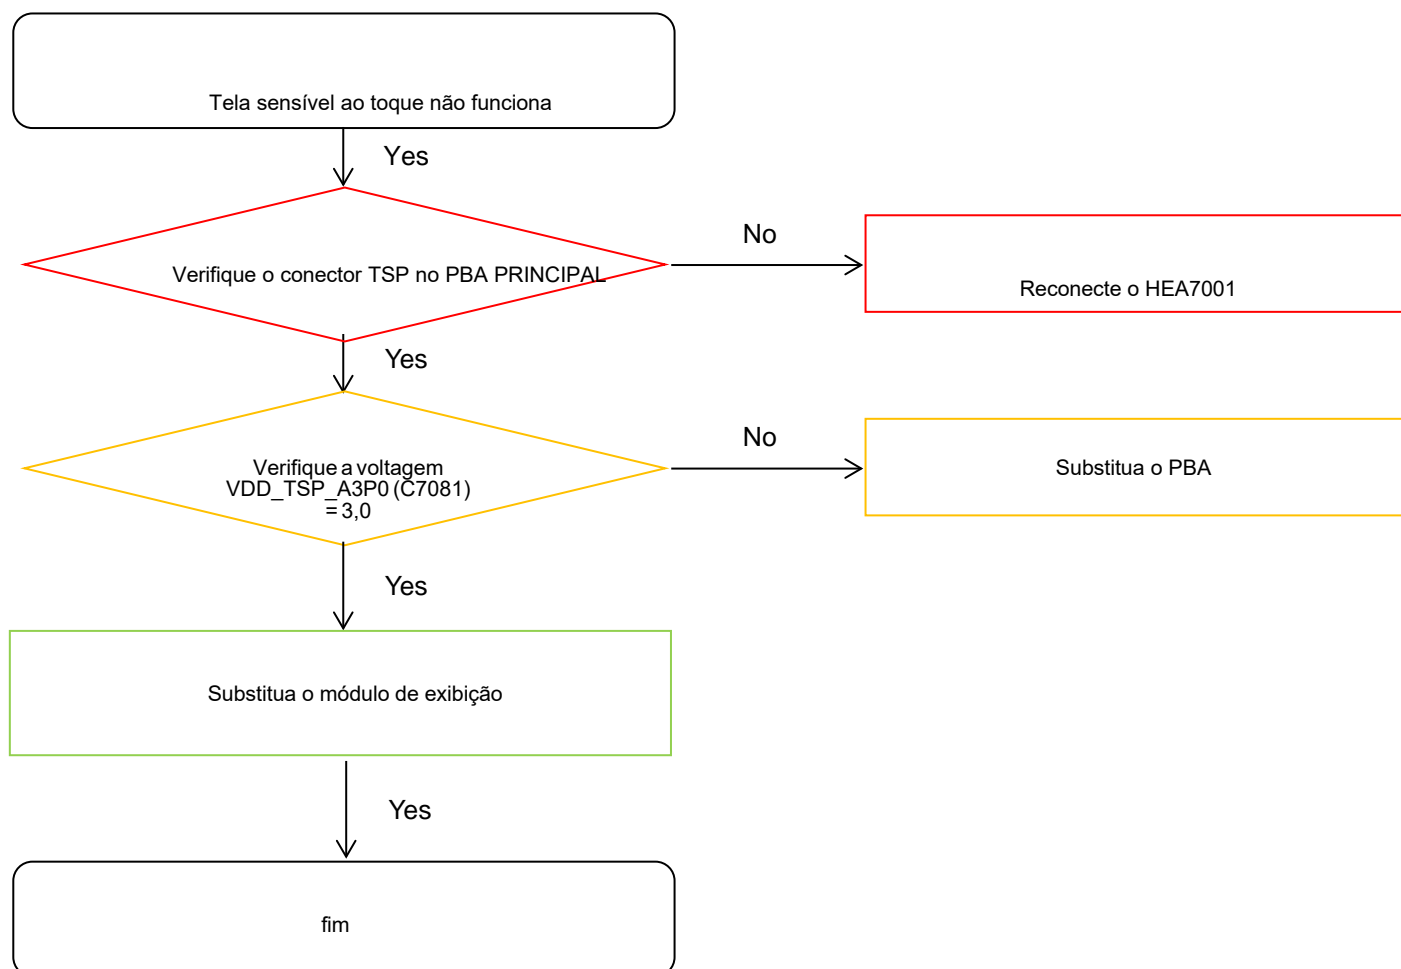 Tela sensível ao toque não funciona
Yes
Verifique o conector TSP no PBA PRINCIPAL
No
Reconecte o HEA7001
Yes
Verifique a voltagem
VDD_TSP_A3P0 (C7081)
= 3,0
No
Substitua o PBA
Yes
Substitua o módulo de exibição
Yes
fim